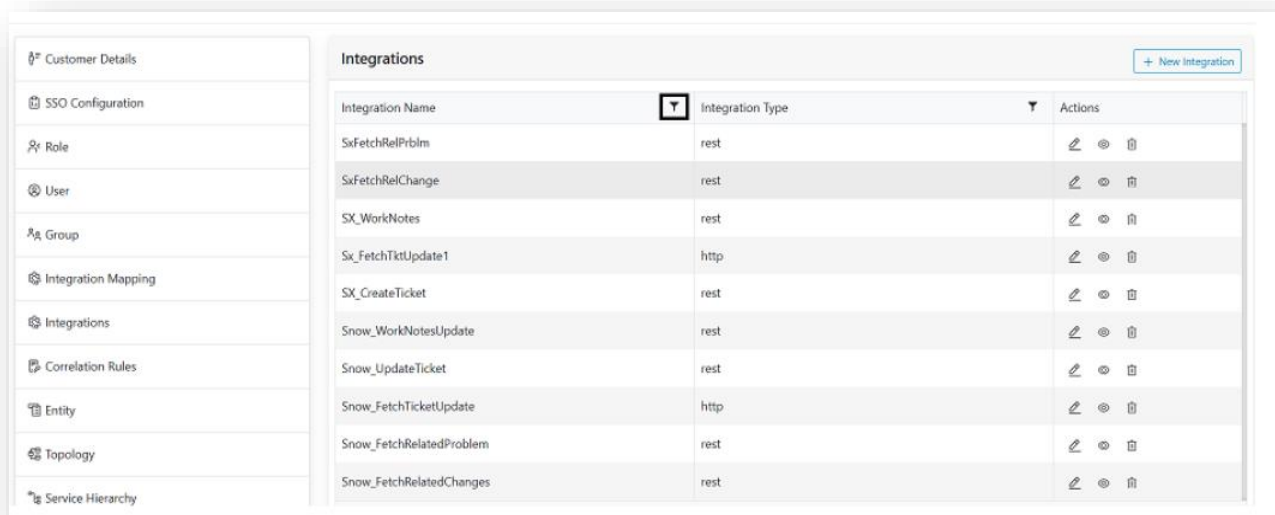 Customer Details
SSO Configuration
Role
User
Group
Integration Mapping
Integrations
Correlation Rules
Entity
Topology
Service Hierarchy
Integrations
+ New Integration
Integration Name Integration Type Actions
SxFetchRelPrblm rest
SxFetchRelChange rest
SX_WorkNotes rest
Sx_FetchTktUpdate1 http
SX_CreateTicket rest
Snow_WorkNotesUpdate rest
Snow_UpdateTicket rest
Snow_FetchTicketUpdate http
Snow_FetchRelatedProblem rest
Snow_FetchRelatedChanges rest